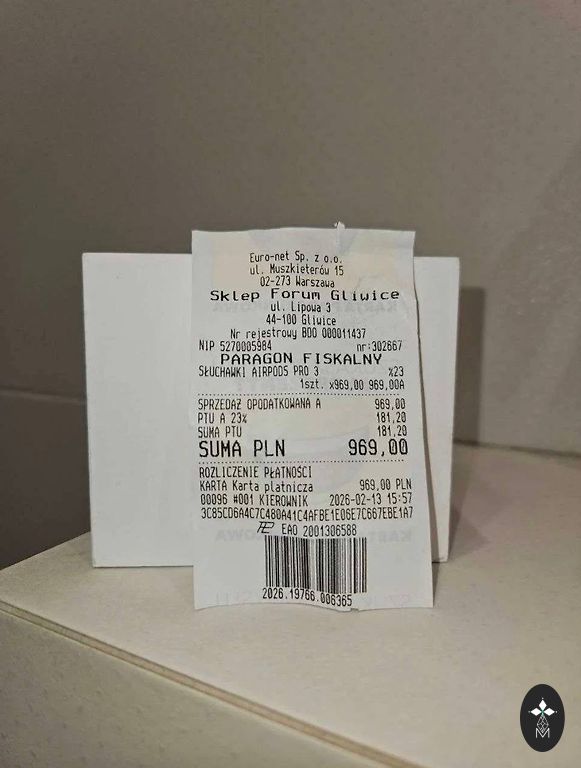 Euro-net Sp. z o.o.
ul. Muszkieterów 15
02-273 Warszawa
Sklep Forum Gliwice
ul. Lipowa 3
44-100 Gliwice
Nr rejestrowy BDO 000011437
NIP 5270005984 nr:302667
PARAGON FISKALNY
SŁUCHAWKI AIRPODS PRO 3 %23
1szt. x969,00 969,00A
SPRZEDAŻ OPODATKOWANA A 969,00
PTU A 23% 181,20
SUMA PTU 181,20
SUMA PLN 969,00
ROZLICZENIE PŁATNOŚCI
KARTA Karta płatnicza 969,00 PLN
00096 #001 KIEROWNIK 2026-02-13 15:57
3C85CD6A4C7C480A41C4AFBE1E06E7C667EBE1A7
EAO 2001306588
2026.19766.006365
M